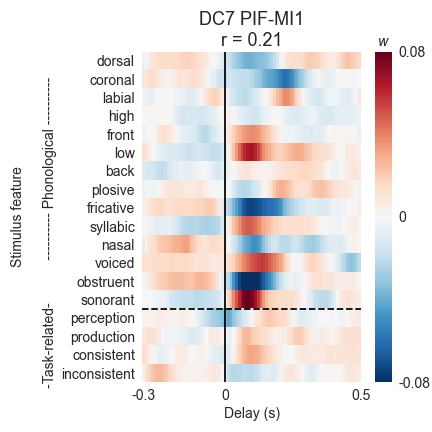 DC7 PIF-MI1
r = 0.21
w
dorsal
coronal
labial
high
front
low
back
plosive
fricative
syllabic
nasal
voiced
obstruent
sonorant
perception
production
consistent
inconsistent
Stimulus feature
-Task-related- ---------- Phonological ----------
0.08
0
-0.08
-0.3 0 0.5
Delay (s)